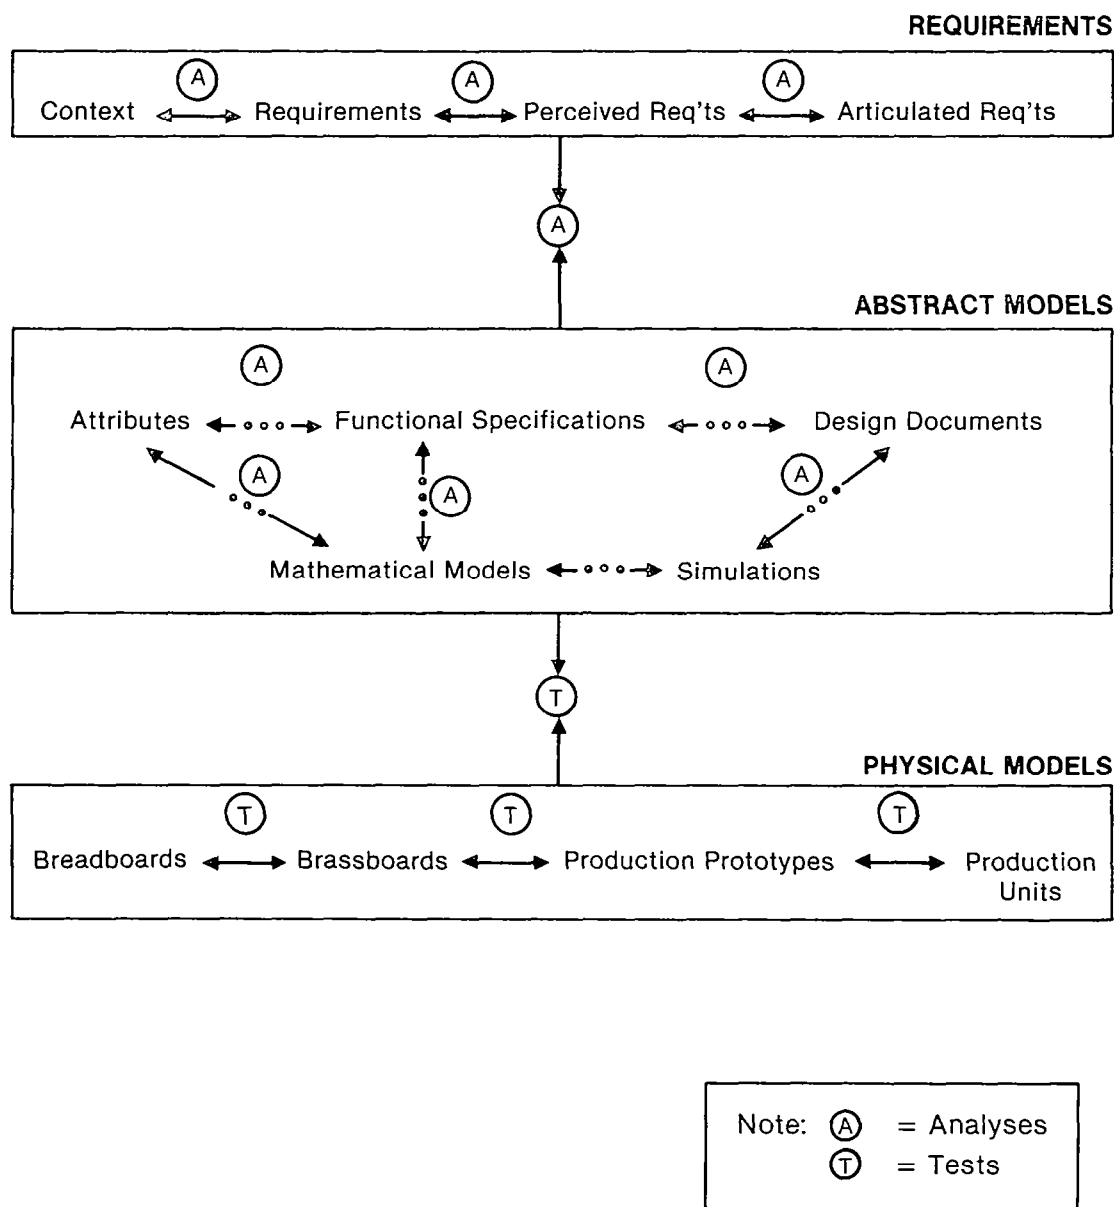 REQUIREMENTS
A A A
Context Requirements Perceived Req'ts Articulated Req'ts
A
ABSTRACT MODELS
A A
Attributes Functional Specifications Design Documents
A A A
Mathematical Models Simulations
T
PHYSICAL MODELS
T T T
Breadboards Brassboards Production Prototypes Production
Units
Note: A = Analyses
T = Tests